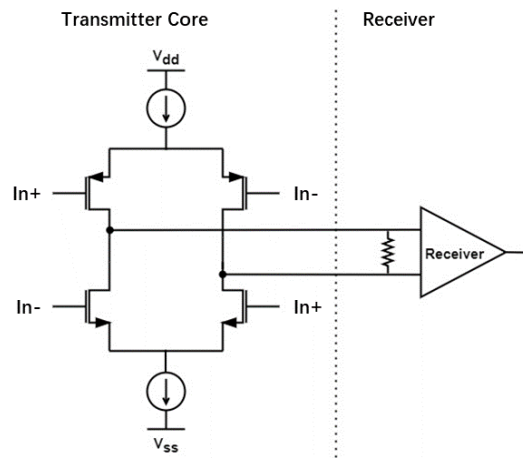 Transmitter Core
Receiver
Vdd
In+
In-
Receiver
In-
In+
Vss